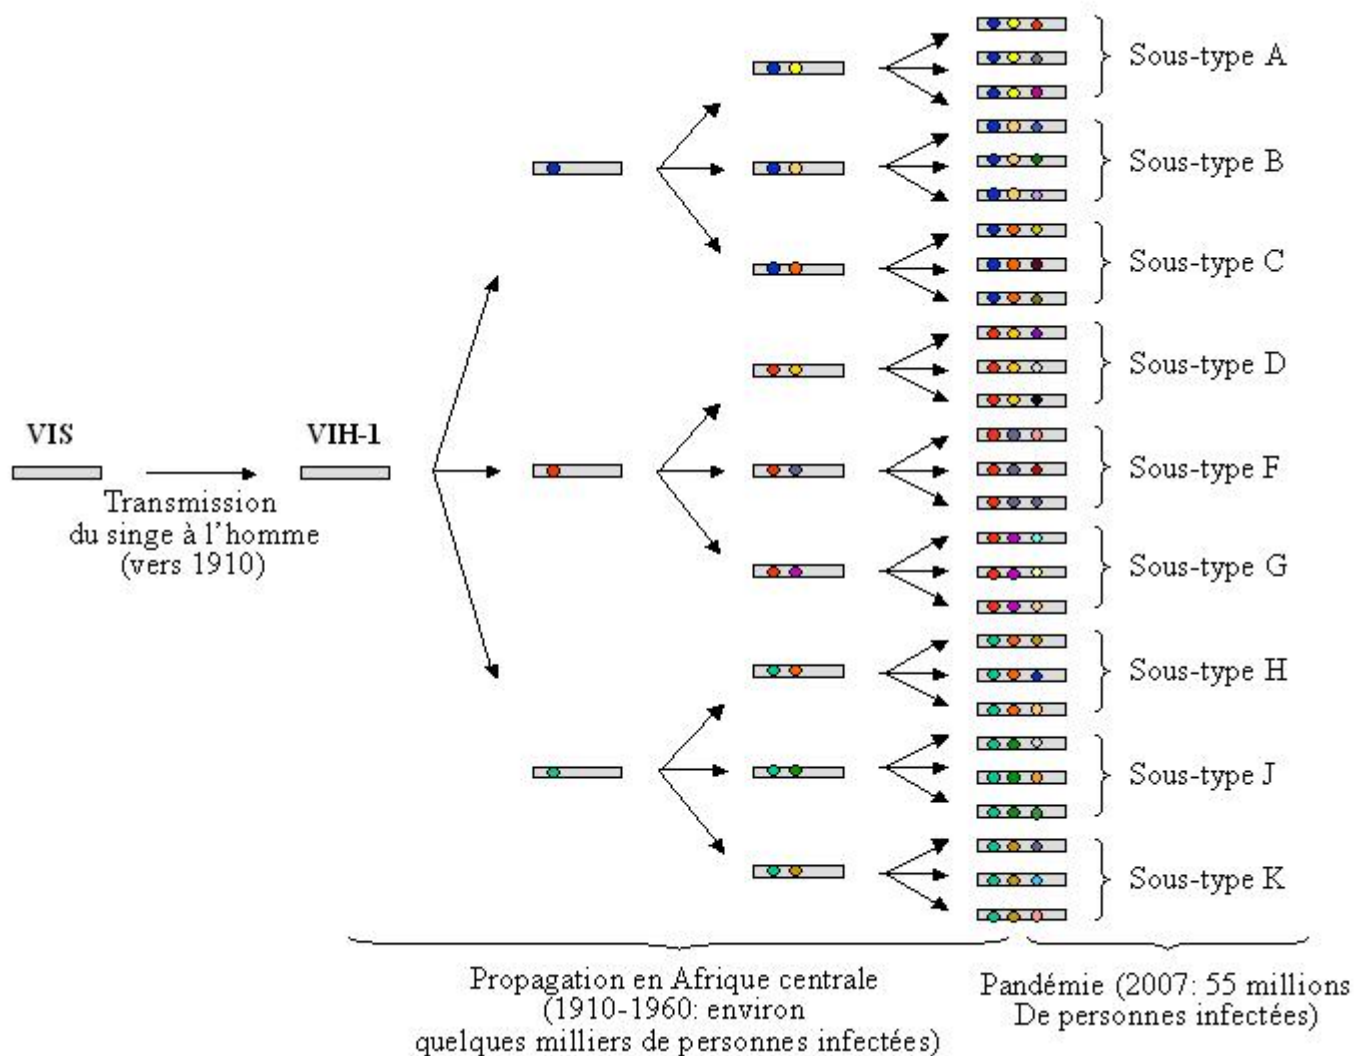 Sous-type A
Sous-type B
Sous-type C
Sous-type D
VIS
VIH-1
Sous-type F
Transmission
du singe à l'homme
(vers 1910)
Sous-type G
Sous-type H
Sous-type J
Sous-type K
Propagation en Afrique centrale
(1910-1960: environ
quelques milliers de personnes infectées)
Pandémie (2007: 55 millions
De personnes infectées)